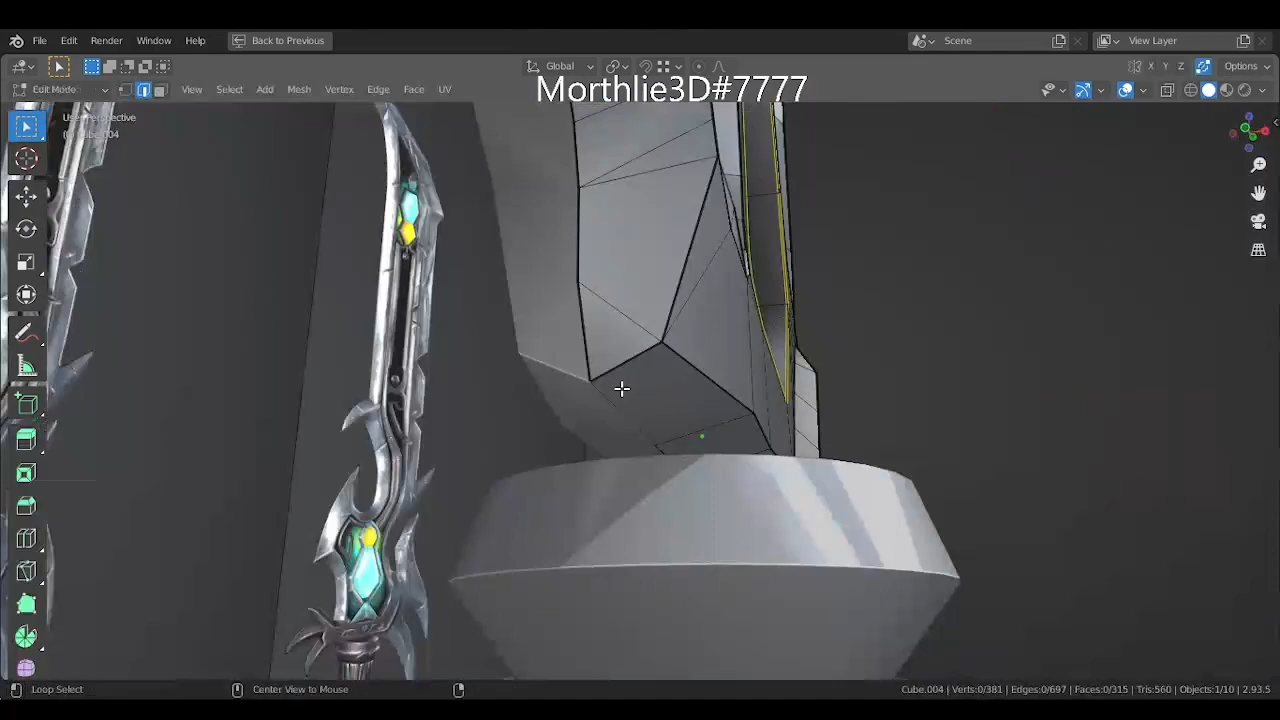 File Edit Render Window Help Back to Previous Scene View Layer
Global X Y Z Options
Morthlie3D#7777
Edit Mode View Select Add Mesh Vertex Edge Face UV
Loop Select Center View to Mouse Cube.004 | Verts:0/381 | Edges:0/697 | Faces:0/315 | Tris:560 | Objects:1/10 | 2.93.5